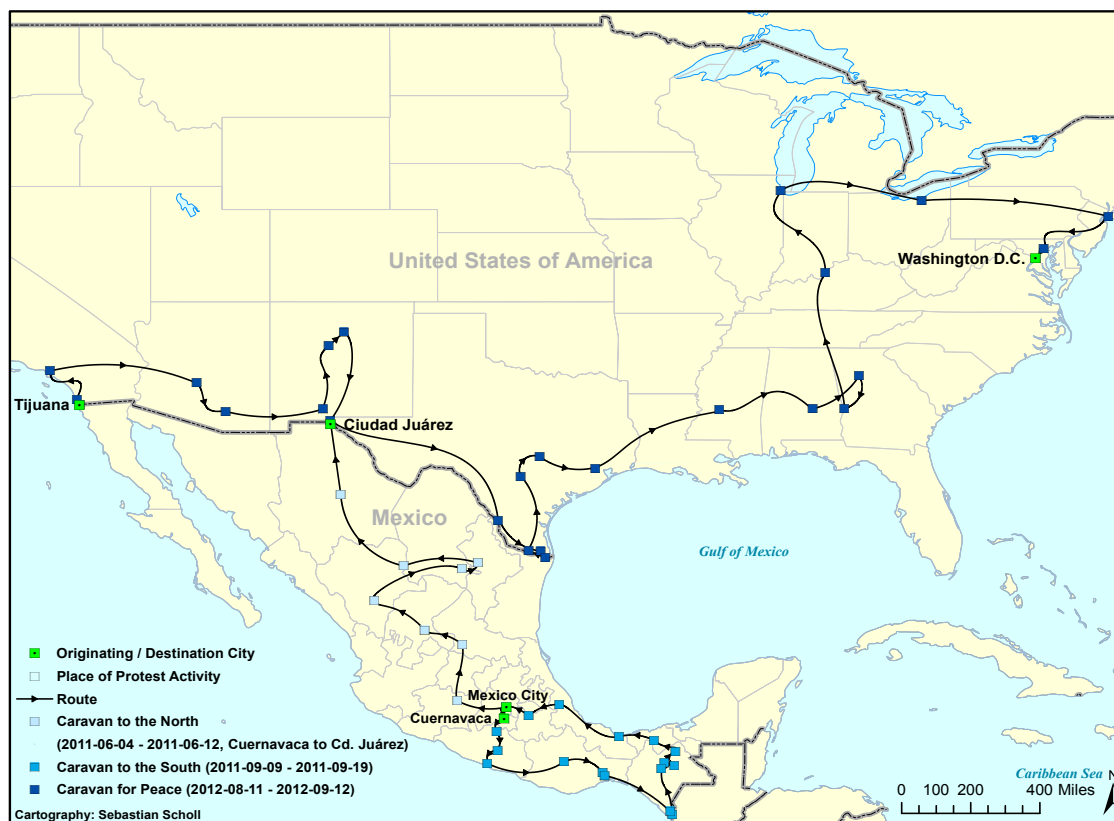 United States of America
Washington D.C.
Tijuana
Ciudad Juárez
Mexico
Gulf of Mexico
Mexico City
Cuernavaca
Caribbean Sea
N
0 100 200 400 Miles
Originating / Destination City
Place of Protest Activity
Route
Caravan to the North
(2011-06-04 - 2011-06-12, Cuernavaca to Cd. Juárez)
Caravan to the South (2011-09-09 - 2011-09-19)
Caravan for Peace (2012-08-11 - 2012-09-12)
Cartography: Sebastian Scholl